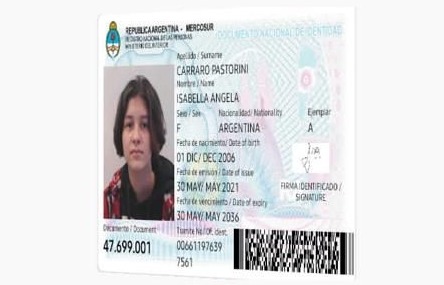 REPUBLICA ARGENTINA - MERCOSUR
REGISTRO NACIONAL DE LAS PERSONAS
MINISTERIO DEL INTERIOR
DOCUMENTO NACIONAL DE IDENTIDAD
Apellido / Surname
CARRARO PASTORINI
Nombre / Name
ISABELLA ANGELA
Sexo / Sex Nacionalidad/ Nationality Ejemplar
F ARGENTINA A
Fecha de nacimiento/ Date of birth
01 DIC/ DEC 2006
Fecha de emisión / Date of issue
30 MAY/ MAY 2021
FIRMA IDENTIFICADO /
SIGNATURE
Fecha de vencimiento / Date of expiry
30 MAY/ MAY 2036
Documento / Document
47.699.001
Trámite No./Of. ident.
00661197639
7561